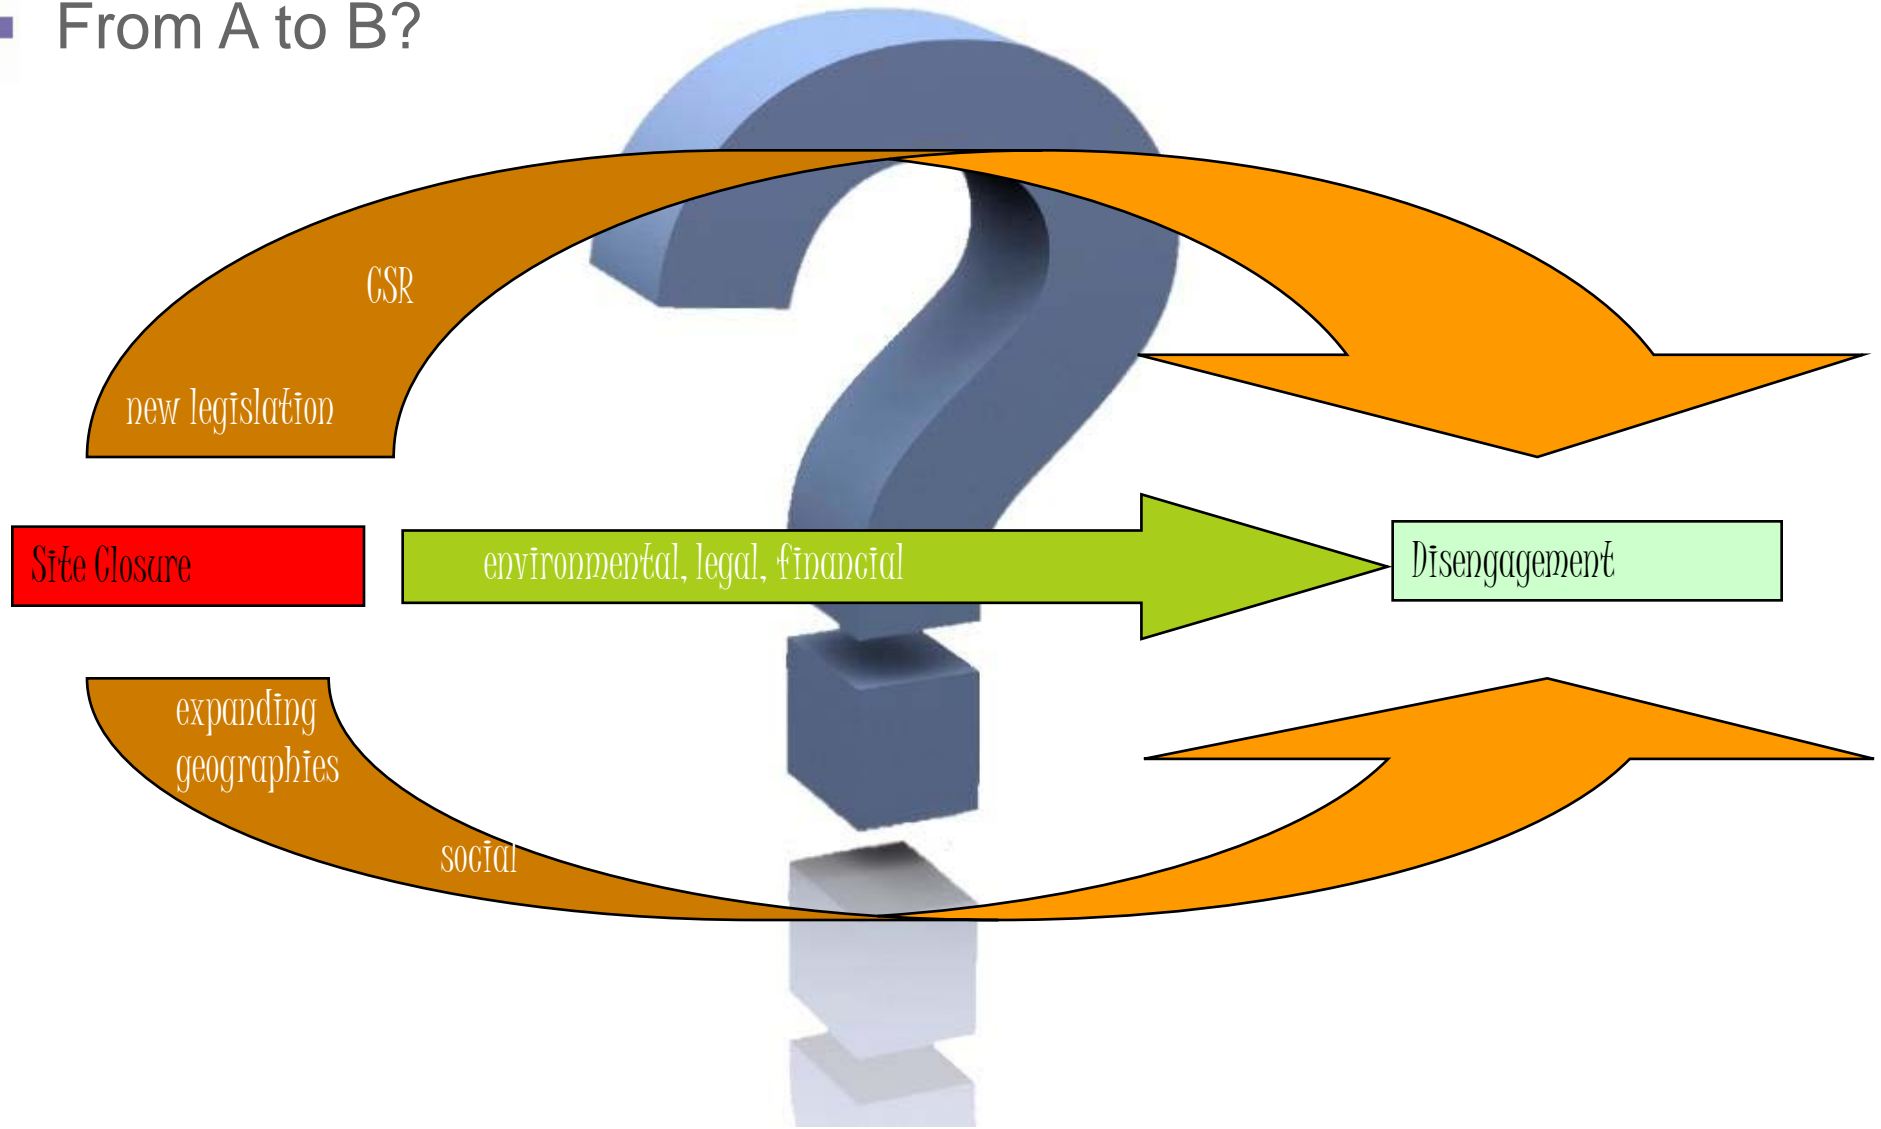 From A to B?
CSR
new legislation
Site Closure
environmental, legal, financial
Disengagement
expanding
geographies
social